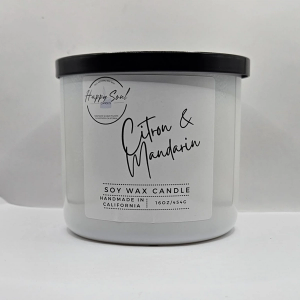 Happy Soul
Citron &
Mandarin
SOY WAX CANDLE
HANDMADE IN
CALIFORNIA
16OZ/454G